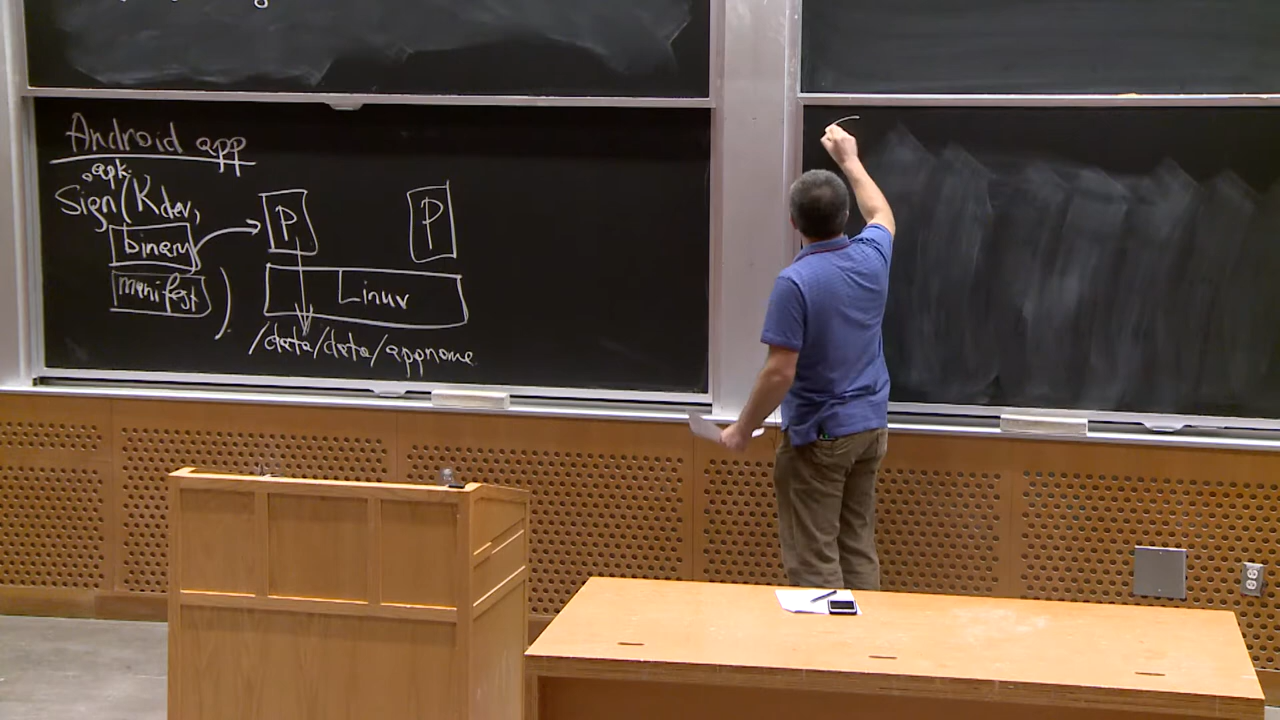 Android app
.apk
Sign(Kdev,
binary
manifest
)
P
P
Linux
/data/data/appname